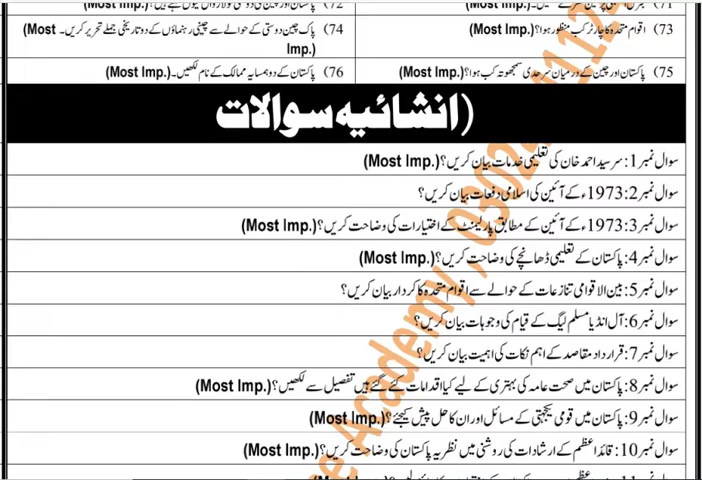 73) اقوام متحدہ کا چارٹر کب منظور ہوا؟ (Most Imp.)
74) پاک چین دوستی کے حوالے سے چینی رہنماؤں کے دو تاریخی جملے تحریر کریں۔ (Most Imp.)
75) پاکستان اور چین کے درمیان سرحدی سمجھوتہ کب ہوا؟ (Most Imp.)
76) پاکستان کے دو ہمسایہ ممالک کے نام لکھیں۔ (Most Imp.)
(انشائیہ سوالات
سوال نمبر 1: سرسید احمد خان کی تعلیمی خدمات بیان کریں؟ (Most Imp.)
سوال نمبر 2: 1973ء کے آئین کی اسلامی دفعات بیان کریں؟
سوال نمبر 3: 1973ء کے آئین کے مطابق پارلیمنٹ کے اختیارات کی وضاحت کریں؟ (Most Imp.)
سوال نمبر 4: پاکستان کے تعلیمی ڈھانچے کی وضاحت کریں؟ (Most Imp.)
سوال نمبر 5: بین الاقوامی تنازعات کے حوالے سے اقوام متحدہ کا کردار بیان کریں؟
سوال نمبر 6: آل انڈیا مسلم لیگ کے قیام کی وجوہات بیان کریں؟
سوال نمبر 7: قرارداد مقاصد کے اہم نکات کی اہمیت بیان کریں؟
سوال نمبر 8: پاکستان میں صحت عامہ کی بہتری کے لیے کیا اقدامات کئے گئے ہیں تفصیل سے لکھیں؟ (Most Imp.)
سوال نمبر 9: پاکستان میں قومی یکجہتی کے مسائل اور ان کا حل پیش کیجئے؟ (Most Imp.)
سوال نمبر 10: قائد اعظم کے ارشادات کی روشنی میں نظریہ پاکستان کی وضاحت کریں؟ (Most Imp.)
Academy